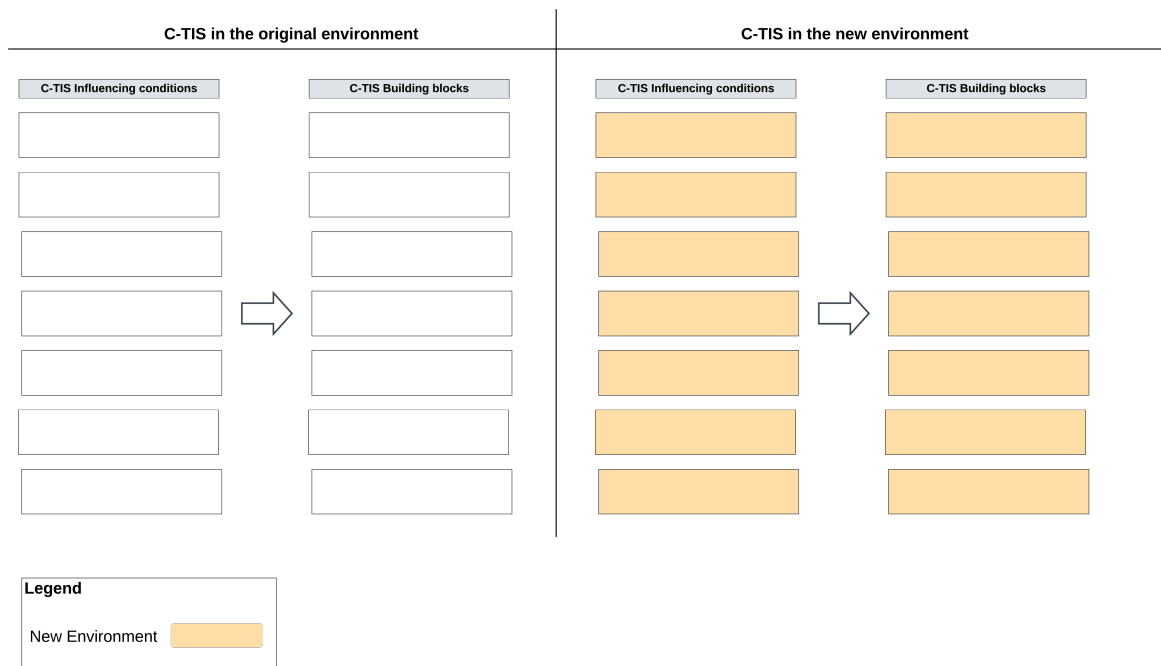 C-TIS in the original environment
C-TIS in the new environment
C-TIS Influencing conditions
C-TIS Building blocks
C-TIS Influencing conditions
C-TIS Building blocks
Legend
New Environment